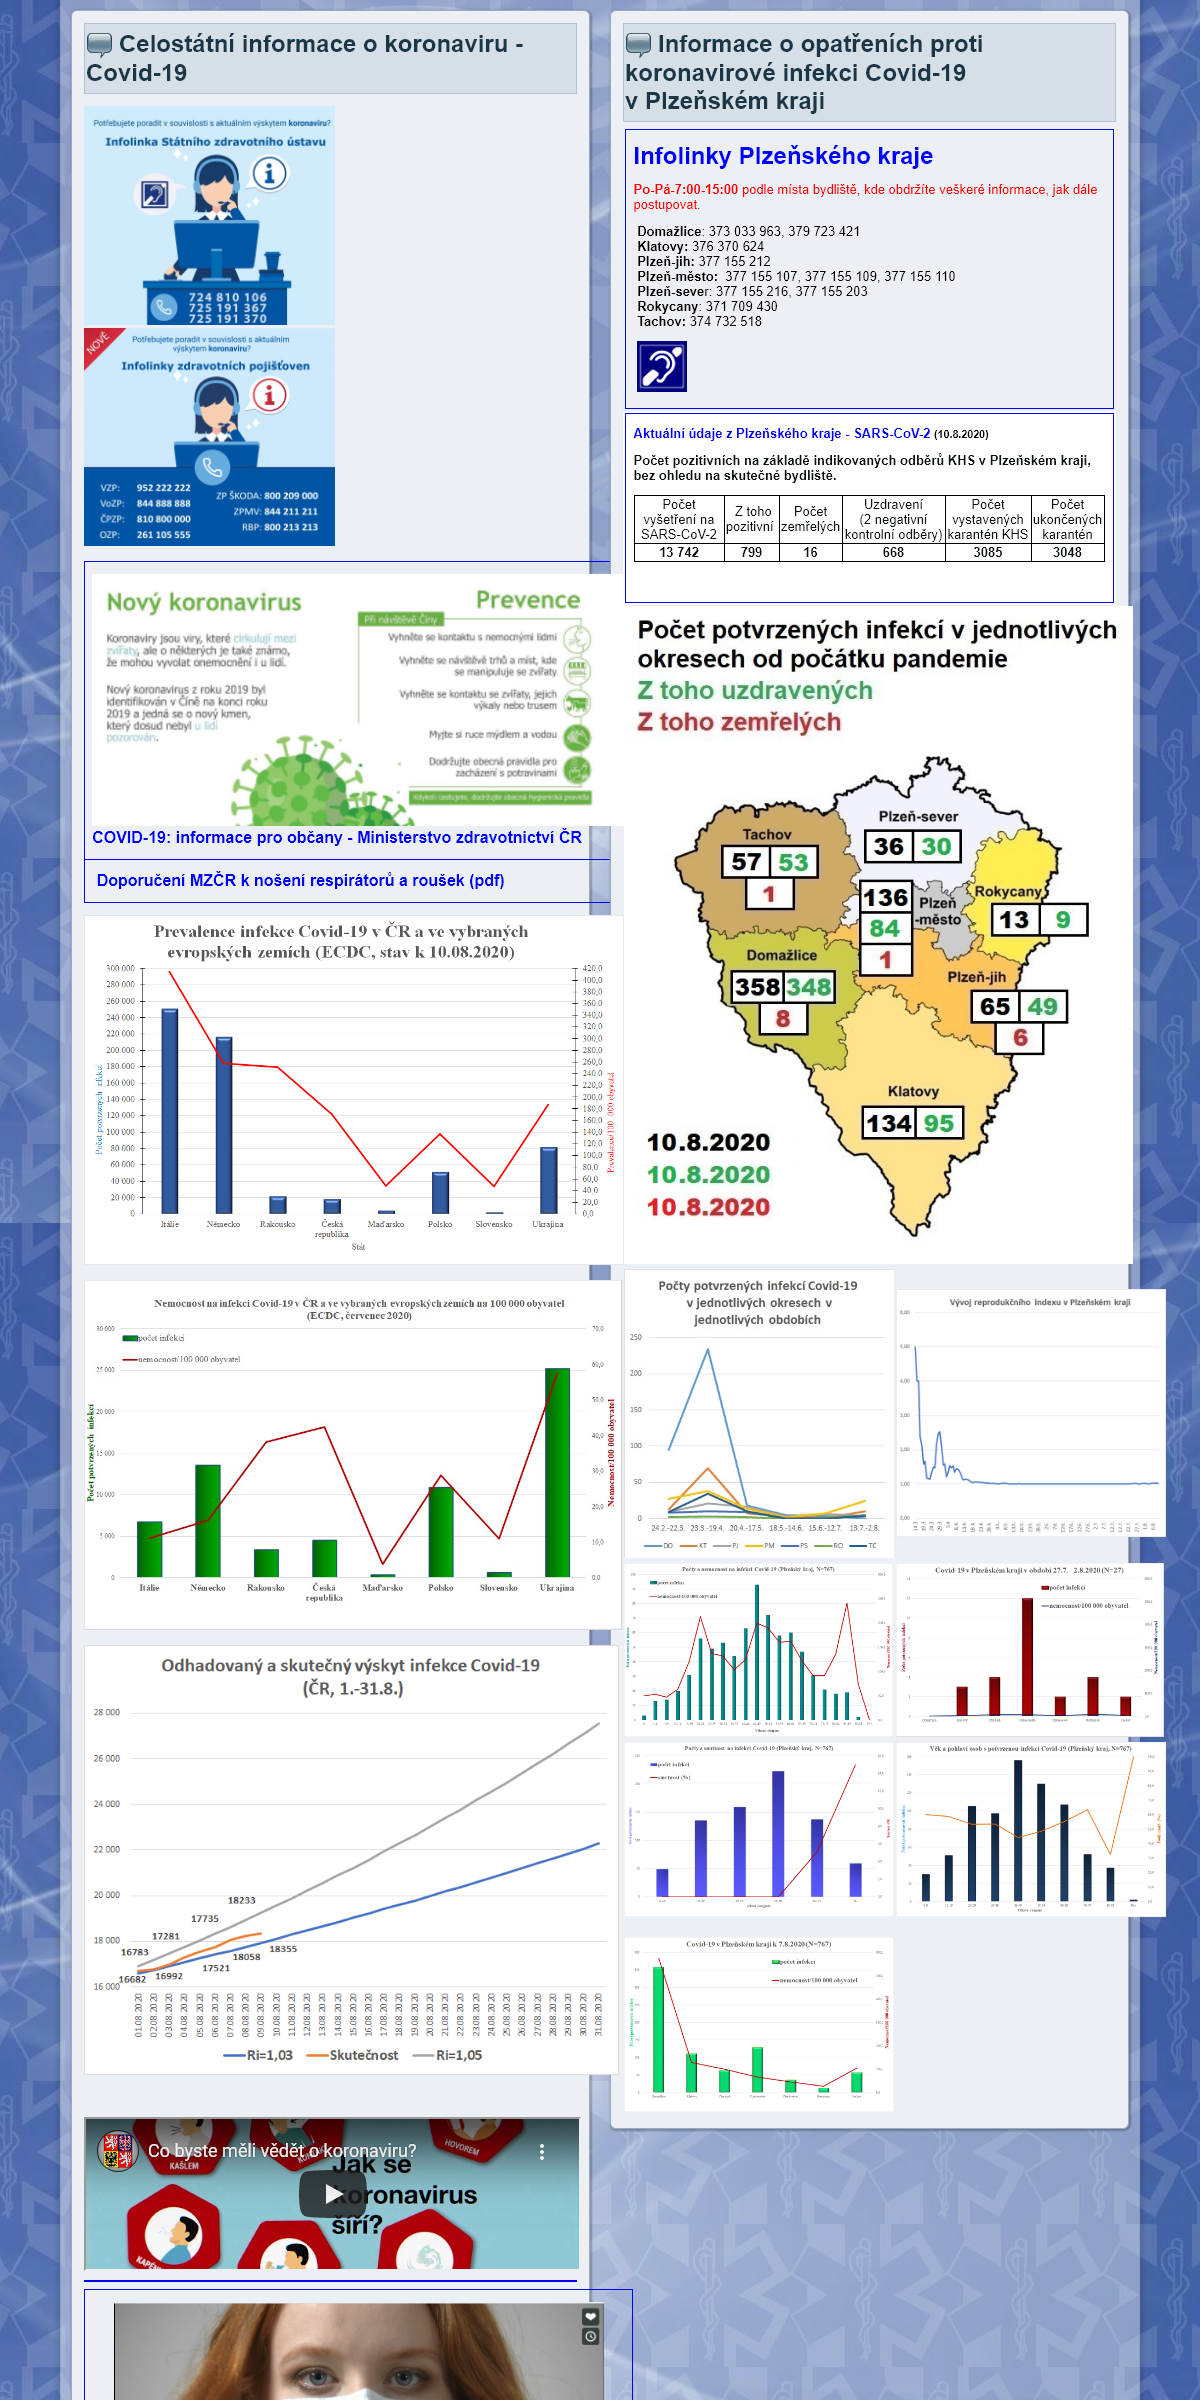 Celostátní informace o koronaviru -
Covid-19
Potřebujete poradit v souvislosti s aktuálním výskytem koronaviru?
Infolinka Státního zdravotního ústavu
724 810 106
725 191 367
725 191 370
NOVĚ
Potřebujete poradit v souvislosti s aktuálním
výskytem koronaviru?
Infolinky zdravotních pojišťoven
VZP: 952 222 222
VoZP: 844 888 888
ČPZP: 810 800 000
OZP: 261 105 555
ZP ŠKODA: 800 209 000
ZPMV: 844 211 211
RBP: 800 213 213
Nový koronavirus
Koronaviry jsou viry, které cirkulují mezi
zvířaty, ale o některých je také známo,
že mohou vyvolat onemocnění i u lidí.
Nový koronavirus z roku 2019 byl
identifikován v Číně na konci roku
2019 a jedná se o nový kmen,
který dosud nebyl u lidí
pozorován.
Prevence
Při návštěvě Číny
Vyhněte se kontaktu s nemocnými lidmi
Vyhněte se návštěvě trhů a míst, kde
se manipuluje se zvířaty
Vyhněte se kontaktu se zvířaty, jejich
výkaly nebo trusem
Myjte si ruce mýdlem a vodou
Dodržujte obecná pravidla pro
zacházení s potravinami
Kdykoli cestujete, dodržujte obecná hygienická pravidla
COVID-19: informace pro občany - Ministerstvo zdravotnictví ČR
Doporučení MZČR k nošení respirátorů a roušek (pdf)
Prevalence infekce Covid-19 v ČR a ve vybraných
evropských zemích (ECDC, stav k 10.08.2020)
300 000
280 000
260 000
240 000
220 000
200 000
180 000
160 000
140 000
120 000
100 000
80 000
60 000
40 000
20 000
0
420,0
400,0
380,0
360,0
340,0
320,0
300,0
280,0
260,0
240,0
220,0
200,0
180,0
160,0
140,0
120,0
100,0
80,0
60,0
40,0
20,0
0,0
Počet potvrzených infekcí
Prevalence/100 000 obyvatel
Itálie Německo Rakousko Česká republika Maďarsko Polsko Slovensko Ukrajina
Stát
Nemocnost na infekci Covid-19 v ČR a ve vybraných evropských zemích na 100 000 obyvatel
(ECDC, červenec 2020)
počet infekcí
nemocnost/100 000 obyvatel
30 000
25 000
20 000
15 000
10 000
5 000
0
70,0
60,0
50,0
40,0
30,0
20,0
10,0
0,0
Počet potvrzených infekcí
Nemocnost/100 000 obyvatel
Itálie Německo Rakousko Česká republika Maďarsko Polsko Slovensko Ukrajina
Odhadovaný a skutečný výskyt infekce Covid-19
(ČR, 1.-31.8.)
28 000
26 000
24 000
22 000
20 000
18 000
16 000
18233
17735
17281
16783
18355
18058
17521
16992
16682
01.08.2020 02.08.2020 03.08.2020 04.08.2020 05.08.2020 06.08.2020 07.08.2020 08.08.2020 09.08.2020 10.08.2020 11.08.2020 12.08.2020 13.08.2020 14.08.2020 15.08.2020 16.08.2020 17.08.2020 18.08.2020 19.08.2020 20.08.2020 21.08.2020 22.08.2020 23.08.2020 24.08.2020 25.08.2020 26.08.2020 27.08.2020 28.08.2020 29.08.2020 30.08.2020 31.08.2020
Ri=1,03 Skutečnost Ri=1,05
Co byste měli vědět o koronaviru?
KAŠLEM
HOVOREM
Jak se
koronavirus
šíří?
Informace o opatřeních proti
koronavirové infekci Covid-19
v Plzeňském kraji
Infolinky Plzeňského kraje
Po-Pá-7:00-15:00 podle místa bydliště, kde obdržíte veškeré informace, jak dále
postupovat.
Domažlice: 373 033 963, 379 723 421
Klatovy: 376 370 624
Plzeň-jih: 377 155 212
Plzeň-město: 377 155 107, 377 155 109, 377 155 110
Plzeň-sever: 377 155 216, 377 155 203
Rokycany: 371 709 430
Tachov: 374 732 518
Aktuální údaje z Plzeňského kraje - SARS-CoV-2 (10.8.2020)
Počet pozitivních na základě indikovaných odběrů KHS v Plzeňském kraji,
bez ohledu na skutečné bydliště.
Počet vyšetření na SARS-CoV-2 Z toho pozitivní Počet zemřelých Uzdravení (2 negativní kontrolní odběry) Počet vystavených karantén KHS Počet ukončených karantén
13 742 799 16 668 3085 3048
Počet potvrzených infekcí v jednotlivých
okresech od počátku pandemie
Z toho uzdravených
Z toho zemřelých
Plzeň-sever
36 30
Tachov
57 53
1
Rokycany
13 9
Plzeň
-město
136
84
1
Domažlice
358 348
8
Plzeň-jih
65 49
6
Klatovy
134 95
10.8.2020
10.8.2020
10.8.2020
Počty potvrzených infekcí Covid-19
v jednotlivých okresech v
jednotlivých obdobích
250
200
150
100
50
0
24.2.-22.3. 23.3.-19.4. 20.4.-17.5. 18.5.-14.6. 15.6.-12.7. 13.7.-2.8.
DO KT PJ PM PS RO TC
Vývoj reprodukčního indexu v Plzeňském kraji
6,00
5,00
4,00
3,00
2,00
1,00
0,00
Počty a nemocnost na infekci Covid-19 (Plzeňský kraj, N=767)
počet infekcí
nemocnost/100 000 obyvatel
Covid-19 v Plzeňském kraji v období 27.7. 2.8.2020 (N=27)
počet infekcí
nemocnost/100 000 obyvatel
Počty a smrtnost na infekci Covid-19 (Plzeňský kraj, N=767)
počet infekcí
smrtnost (%)
Věk a pohlaví osob s potvrzenou infekcí Covid-19 (Plzeňský kraj, N=767)
Covid-19 v Plzeňském kraji k 7.8.2020 (N=767)
počet infekcí
nemocnost/100 000 obyvatel